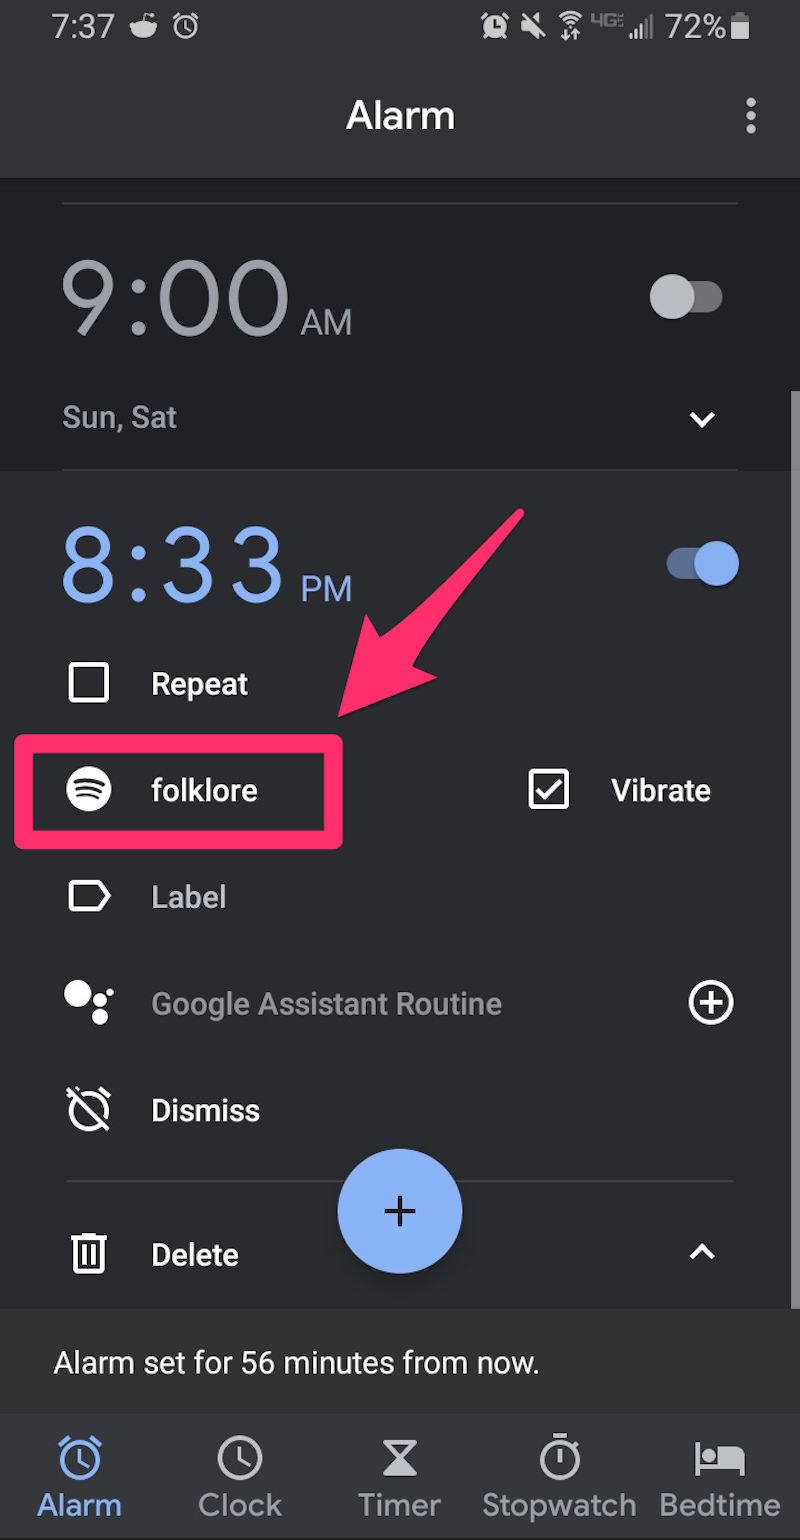 7:37 4G 72%
Alarm
9:00 AM
Sun, Sat
8:33 PM
Repeat
folklore Vibrate
Label
Google Assistant Routine
Dismiss
Delete
Alarm set for 56 minutes from now.
Alarm Clock Timer Stopwatch Bedtime